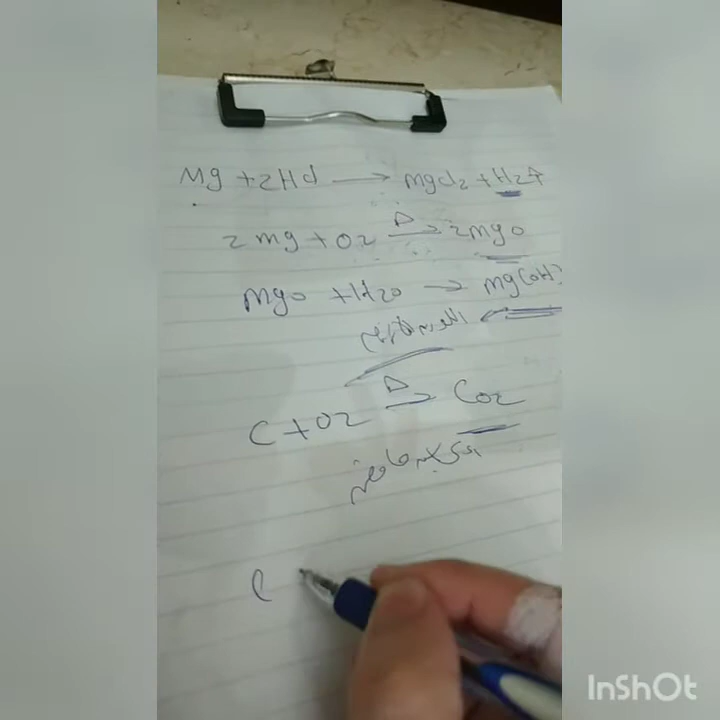 Mg + 2Hcl → mgcl2 + H2↑
2mg + O2 →Δ 2mgo
mgo + H2o → mg(OH)2
C + O2 →Δ Co2
C
InShOt